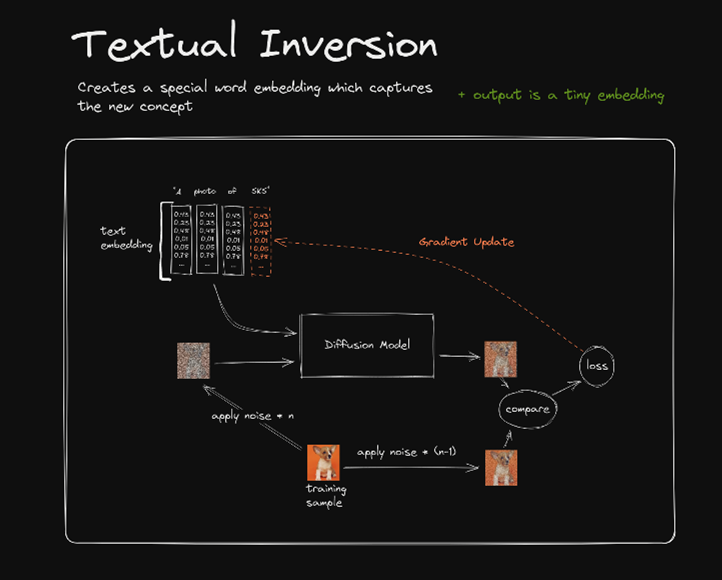 Textual Inversion
Creates a special word embedding which captures
the new concept
+ output is a tiny embedding
"A photo of SKS"
text
embedding
0.43 0.43 0.43 0.43
0.23 0.23 0.23 0.23
0.48 0.48 0.48 0.48
0.01 0.01 0.01 0.01
0.05 0.05 0.05 0.05
0.78 0.78 0.78 0.78
... ... ... ...
Gradient Update
Diffusion Model
loss
compare
apply noise * n
apply noise * (n-1)
training
sample